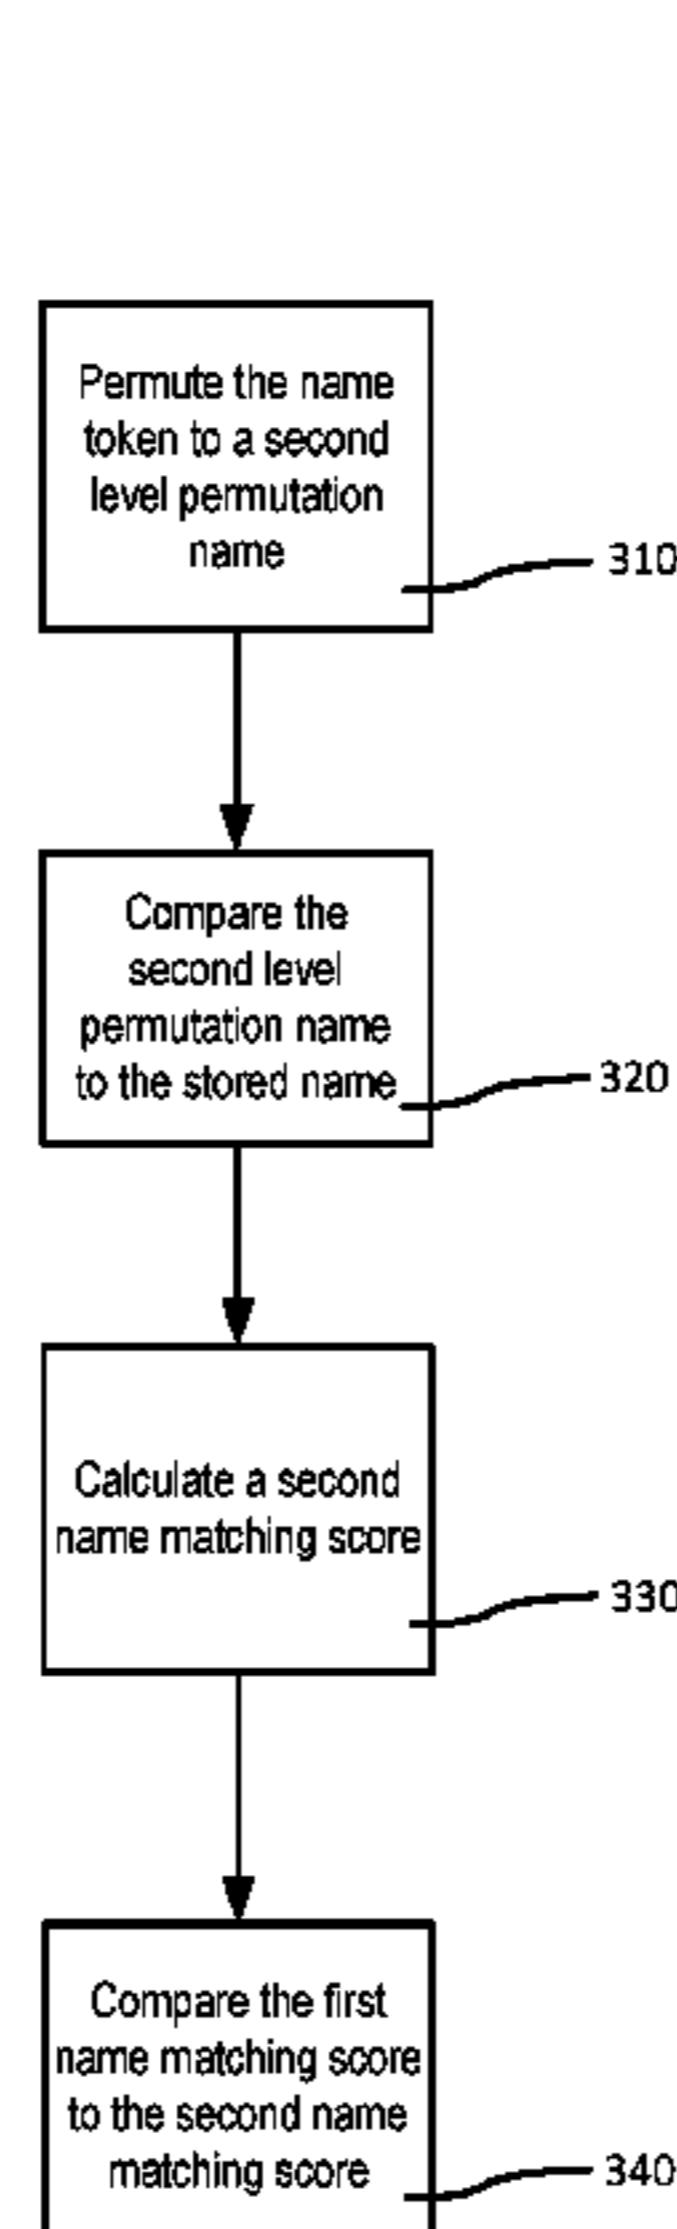 Permute the name
token to a second
level permutation
name
310
Compare the
second level
permutation name
to the stored name
320
Calculate a second
name matching score
330
Compare the first
name matching score
to the second name
matching score
340